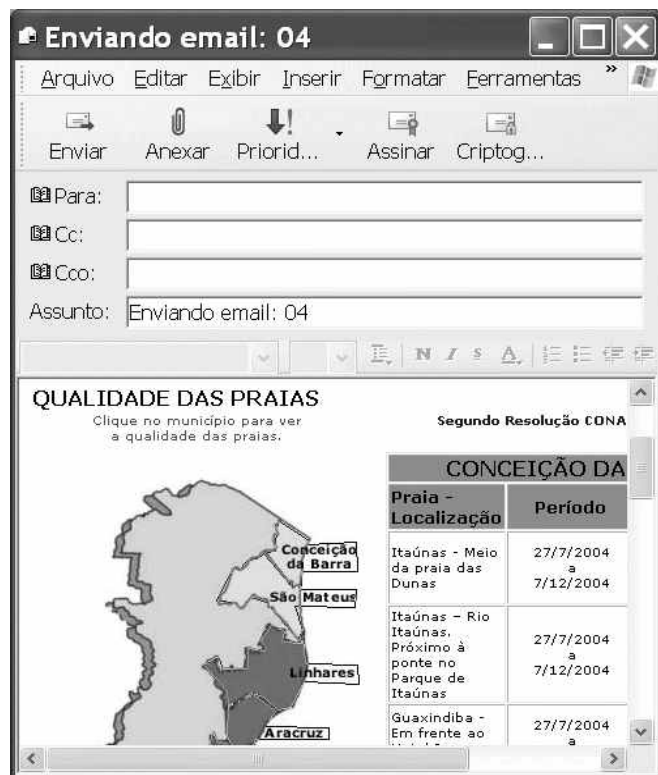 Enviando email: 04
Arquivo Editar Exibir Inserir Formatar Ferramentas »
Enviar Anexar Priorid... Assinar Criptog...
Para:
Cc:
Cco:
Assunto: Enviando email: 04
N I S A
QUALIDADE DAS PRAIAS
Clique no município para ver
a qualidade das praias.
Segundo Resolução CONA
Conceição
da Barra
São Mateus
Linhares
Aracruz
CONCEIÇÃO DA
Praia -
Localização
Período
Itaúnas - Meio
da praia das
Dunas
27/7/2004
a
7/12/2004
Itaúnas – Rio
Itaúnas.
Próximo à
ponte no
Parque de
Itaúnas
27/7/2004
a
7/12/2004
Guaxindiba -
Em frente ao
27/7/2004
a